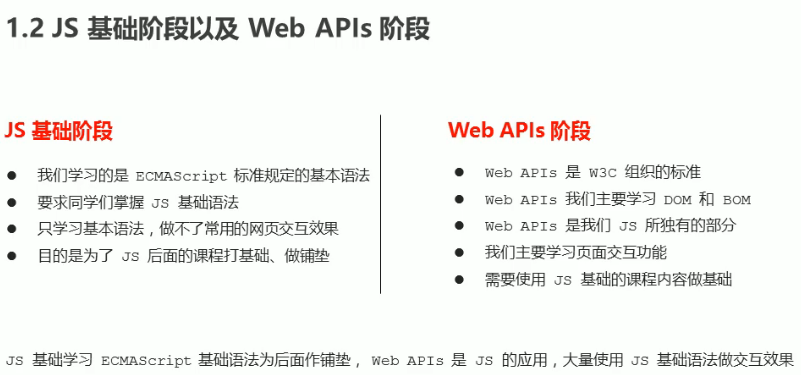 1.2 JS 基础阶段以及 Web APIs 阶段
JS 基础阶段
● 我们学习的是 ECMAScript 标准规定的基本语法
● 要求同学们掌握 JS 基础语法
● 只学习基本语法，做不了常用的网页交互效果
● 目的是为了 JS 后面的课程打基础、做铺垫
Web APIs 阶段
● Web APIs 是 W3C 组织的标准
● Web APIs 我们主要学习 DOM 和 BOM
● Web APIs 是我们 JS 所独有的部分
● 我们主要学习页面交互功能
● 需要使用 JS 基础的课程内容做基础
JS 基础学习 ECMAScript 基础语法为后面作铺垫， Web APIs 是 JS 的应用，大量使用 JS 基础语法做交互效果